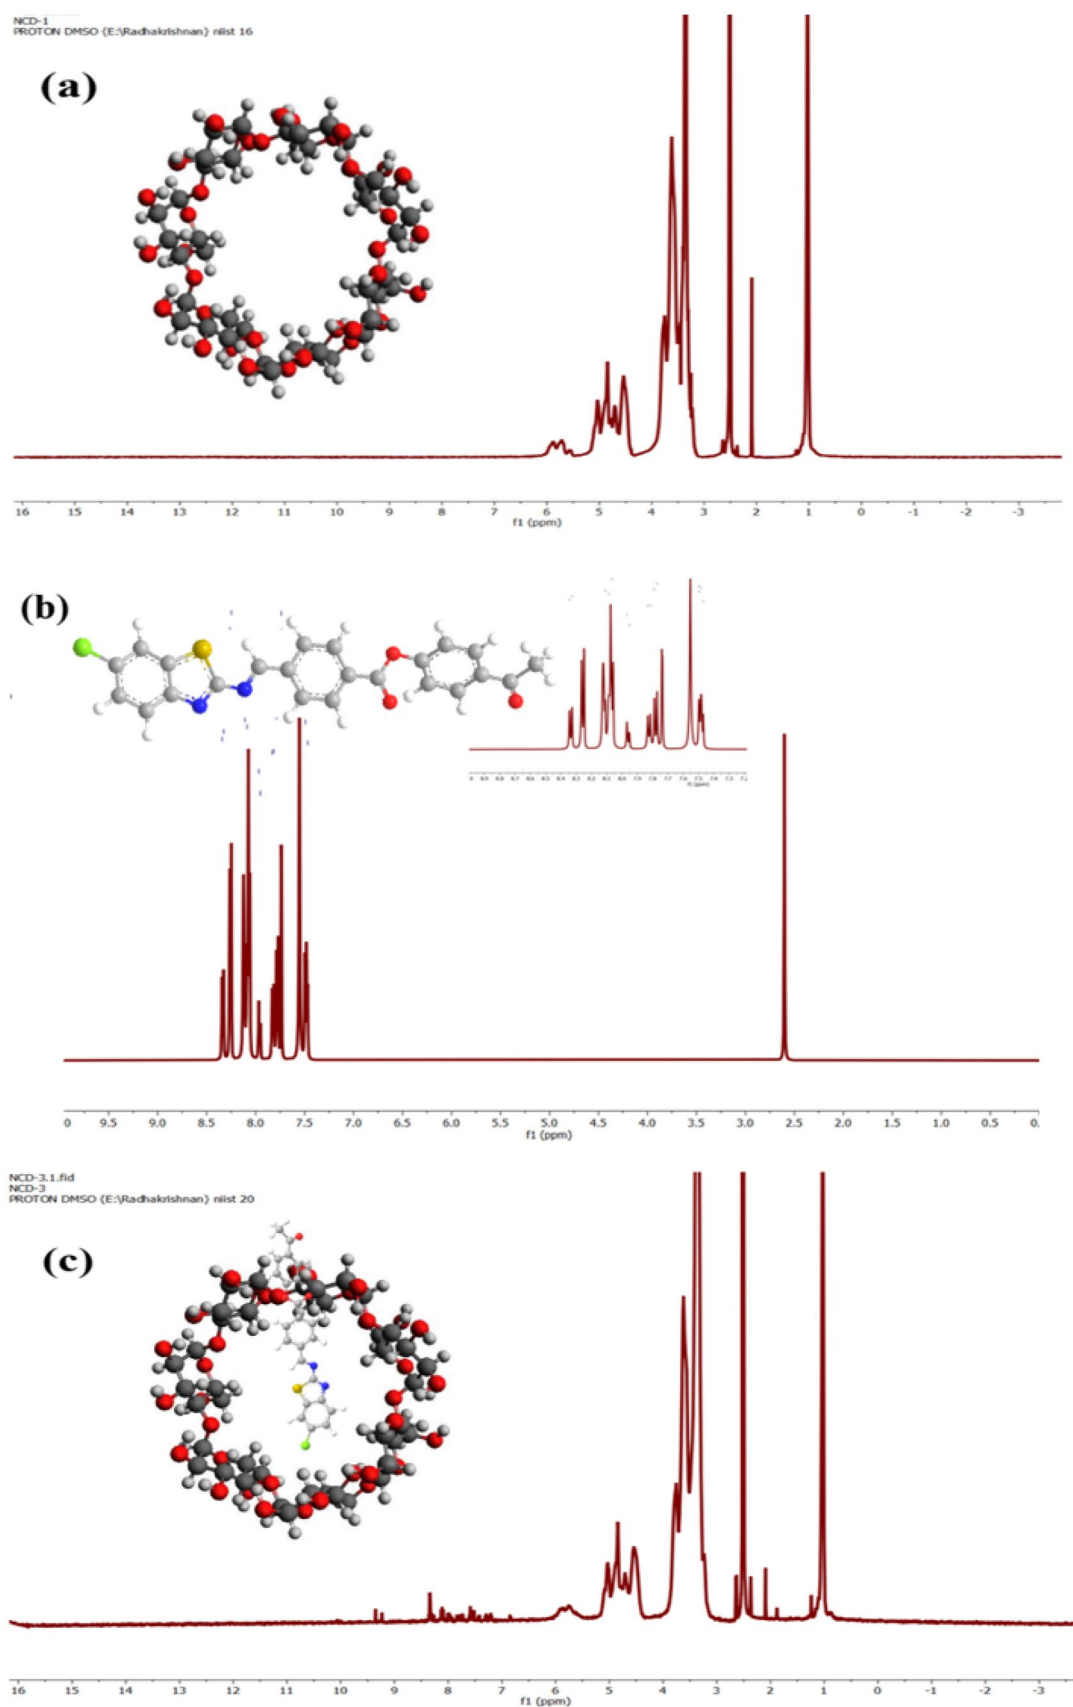 NCD-1
PROTON DMSO {E:\Radhakrishnan} niist 16
(a)
16 15 14 13 12 11 10 9 8 7 6 5 4 3 2 1 0 -1 -2 -3
f1 (ppm)
(b)
f1 (ppm)
0 9.5 9.0 8.5 8.0 7.5 7.0 6.5 6.0 5.5 5.0 4.5 4.0 3.5 3.0 2.5 2.0 1.5 1.0 0.5 0.
f1 (ppm)
NCD-3.1.fid
NCD-3
PROTON DMSO {E:\Radhakrishnan} niist 20
(c)
16 15 14 13 12 11 10 9 8 7 6 5 4 3 2 1 0 -1 -2 -3
f1 (ppm)